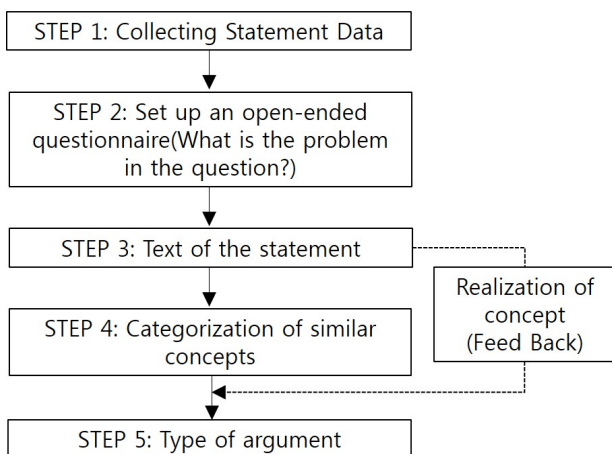 STEP 1: Collecting Statement Data
STEP 2: Set up an open-ended
questionnaire(What is the problem
in the question?)
STEP 3: Text of the statement
Realization of
concept
(Feed Back)
STEP 4: Categorization of similar
concepts
STEP 5: Type of argument